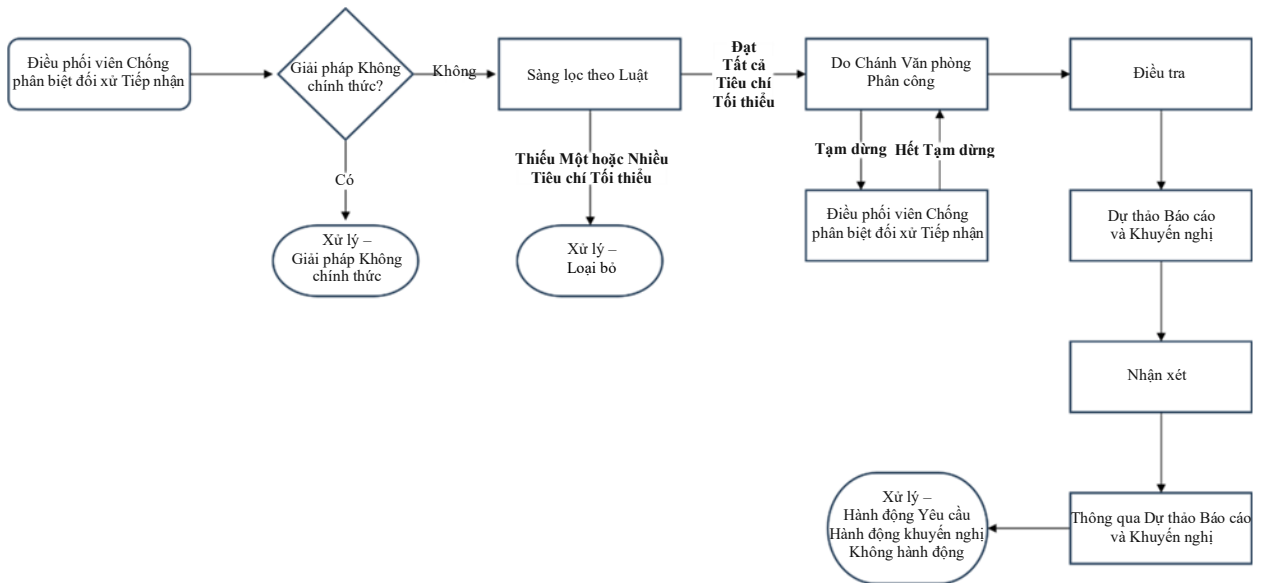 Điều phối viên Chống
phân biệt đối xử Tiếp nhận
Giải pháp Không
chính thức?
Không
Sàng lọc theo Luật
Đạt
Tất cả
Tiêu chí
Tối thiểu
Do Chánh Văn phòng
Phân công
Điều tra
Có
Thiếu Một hoặc Nhiều
Tiêu chí Tối thiểu
Tạm dừng
Hết Tạm dừng
Xử lý –
Giải pháp Không
chính thức
Xử lý –
Loại bỏ
Điều phối viên Chống
phân biệt đối xử Tiếp nhận
Dự thảo Báo cáo
và Khuyến nghị
Nhận xét
Thông qua Dự thảo Báo cáo
và Khuyến nghị
Xử lý –
Hành động Yêu cầu
Hành động khuyến nghị
Không hành động